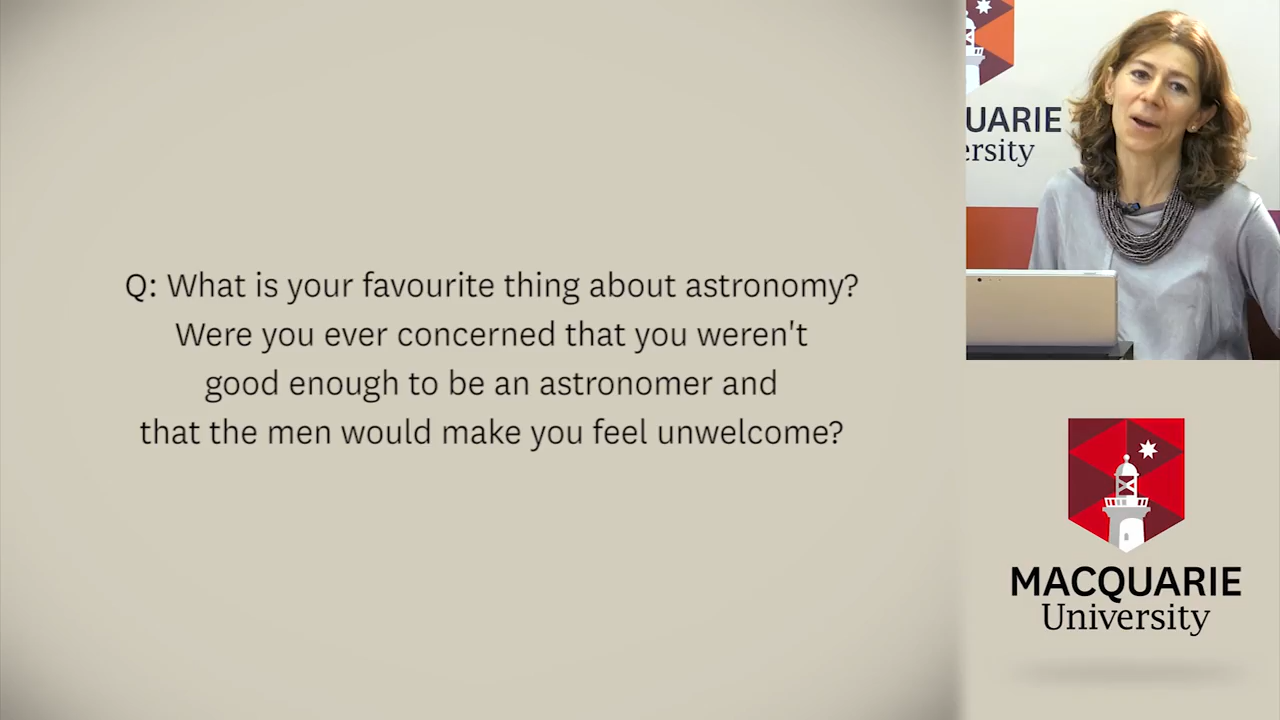 Q: What is your favourite thing about astronomy?
Were you ever concerned that you weren't
good enough to be an astronomer and
that the men would make you feel unwelcome?
UARIE
ersity
MACQUARIE
University